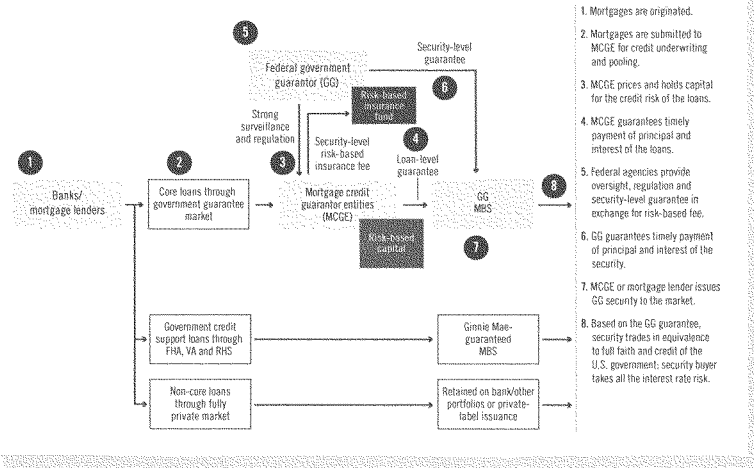 5
Federal government
guarantor (GG)
Security-level
guarantee
6
Risk-based
insurance
fund
Strong
surveillance
and regulation
Security-level
risk-based
insurance fee
4
Loan-level
guarantee
1
Banks/
mortgage lenders
2
Core loans through
government guarantee
market
3
Mortgage credit
guarantor entities
(MCGE)
Risk-based
capital
GG
MBS
7
8
Government credit
support loans through
FHA, VA and RHS
Ginnie Mae-
guaranteed
MBS
Non-core loans
through fully
private market
Retained on bank/other
portfolios or private-
label issuance
1. Mortgages are originated.
2. Mortgages are submitted to
MCGE for credit underwriting
and pooling.
3. MCGE prices and holds capital
for the credit risk of the loans.
4. MCGE guarantees timely
payment of principal and
interest of the loans.
5. Federal agencies provide
oversight, regulation and
security-level guarantee in
exchange for risk-based fee.
6. GG guarantees timely payment
of principal and interest of the
security.
7. MCGE or mortgage lender issues
GG security to the market.
8. Based on the GG guarantee,
security trades in equivalence
to full faith and credit of the
U.S. government; security buyer
takes all the interest rate risk.